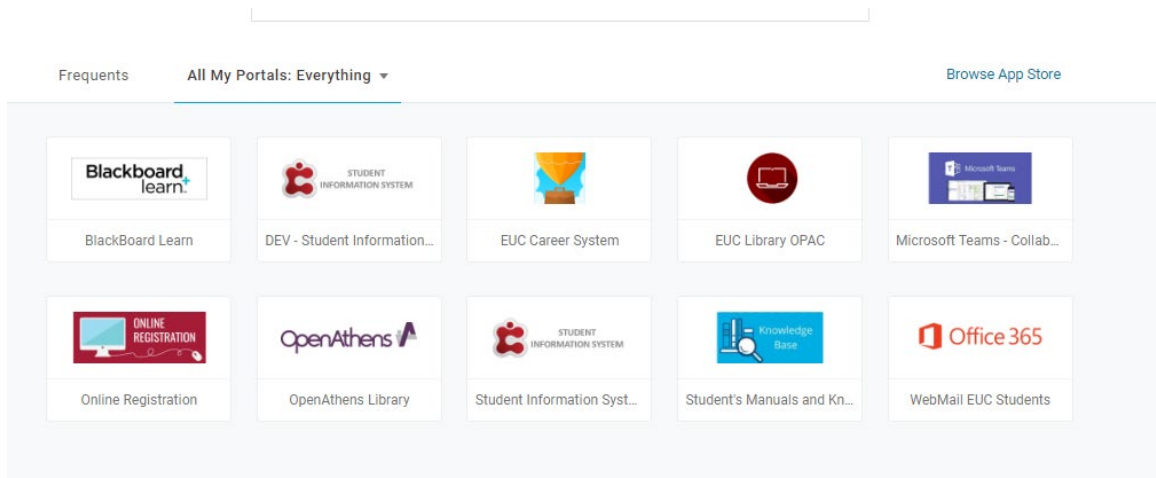 Frequents
All My Portals: Everything
Browse App Store
Blackboard
learn+
STUDENT
INFORMATION SYSTEM
Microsoft Teams
BlackBoard Learn
DEV - Student Information...
EUC Career System
EUC Library OPAC
Microsoft Teams - Collab...
ONLINE
REGISTRATION
OpenAthens
STUDENT
INFORMATION SYSTEM
Knowledge
Base
Office 365
Online Registration
OpenAthens Library
Student Information Syst...
Student's Manuals and Kn...
WebMail EUC Students